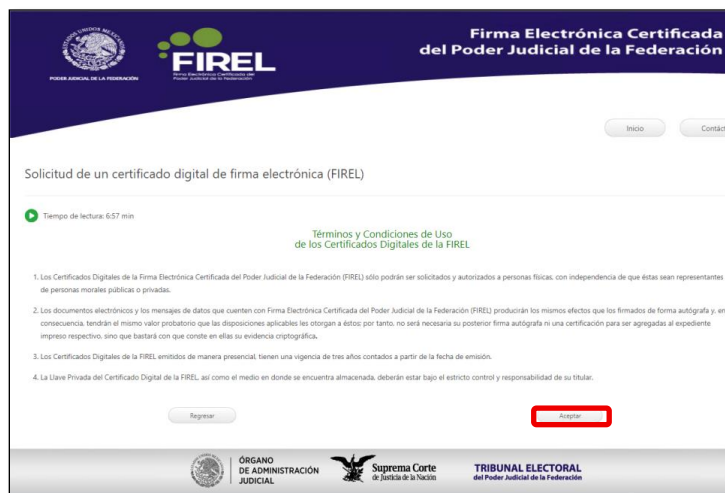 Firma Electrónica Certificada
del Poder Judicial de la Federación
ESTADOS UNIDOS MEXICANOS
PODER JUDICIAL DE LA FEDERACIÓN
FIREL
Firma Electrónica Certificada del
Poder Judicial de la Federación
Inicio
Contáct
Solicitud de un certificado digital de firma electrónica (FIREL)
Tiempo de lectura: 6:57 min
Términos y Condiciones de Uso
de los Certificados Digitales de la FIREL
1. Los Certificados Digitales de la Firma Electrónica Certificada del Poder Judicial de la Federación (FIREL) sólo podrán ser solicitados y autorizados a personas físicas, con independencia de que éstas sean representantes
de personas morales públicas o privadas.
2. Los documentos electrónicos y los mensajes de datos que cuenten con Firma Electrónica Certificada del Poder Judicial de la Federación (FIREL) producirán los mismos efectos que los firmados de forma autógrafa y, en
consecuencia, tendrán el mismo valor probatorio que las disposiciones aplicables les otorgan a éstos; por tanto, no será necesaria su posterior firma autógrafa ni una certificación para ser agregadas al expediente
impreso respectivo, sino que bastará con que conste en ellas su evidencia criptográfica.
3. Los Certificados Digitales de la FIREL emitidos de manera presencial, tienen una vigencia de tres años contados a partir de la fecha de emisión.
4. La Llave Privada del Certificado Digital de la FIREL, así como el medio en donde se encuentra almacenada, deberán estar bajo el estricto control y responsabilidad de su titular.
Regresar
Aceptar
ÓRGANO
DE ADMINISTRACIÓN
JUDICIAL
Suprema Corte
de Justicia de la Nación
TRIBUNAL ELECTORAL
del Poder Judicial de la Federación